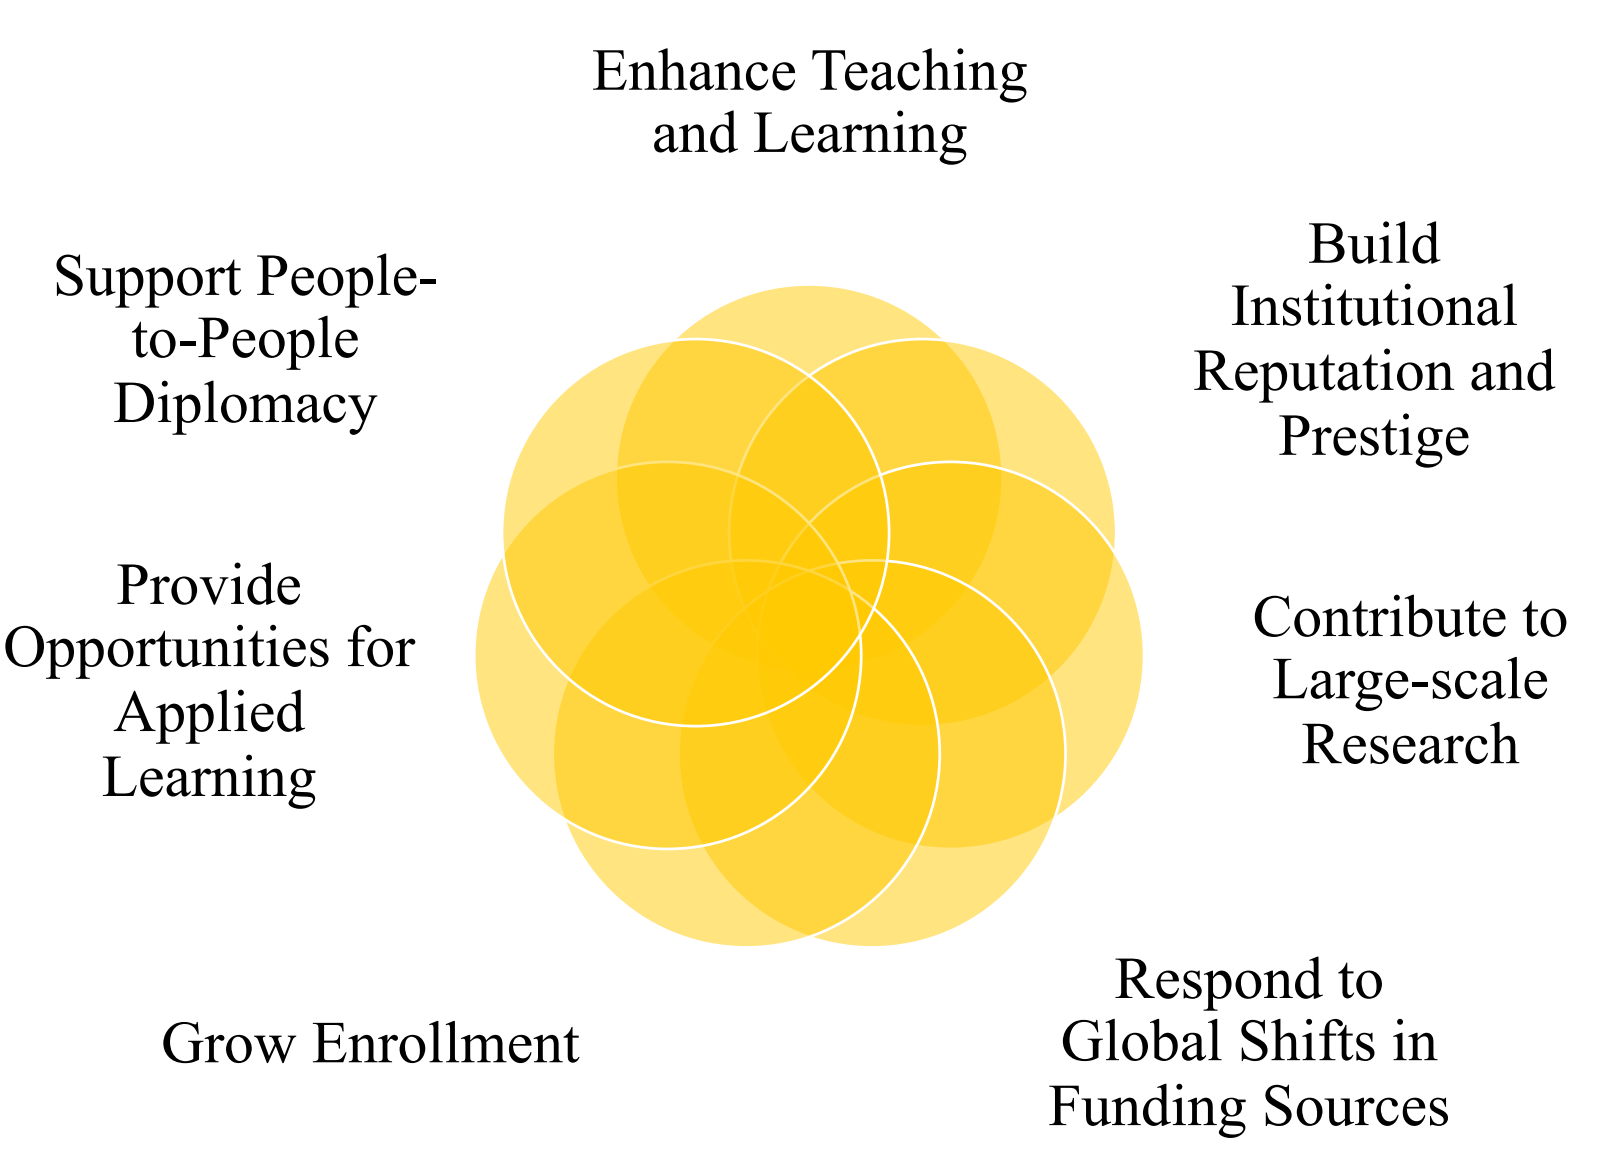 Enhance Teaching
and Learning
Build
Institutional
Reputation and
Prestige
Contribute to
Large-scale
Research
Respond to
Global Shifts in
Funding Sources
Grow Enrollment
Provide
Opportunities for
Applied
Learning
Support People-
to-People
Diplomacy